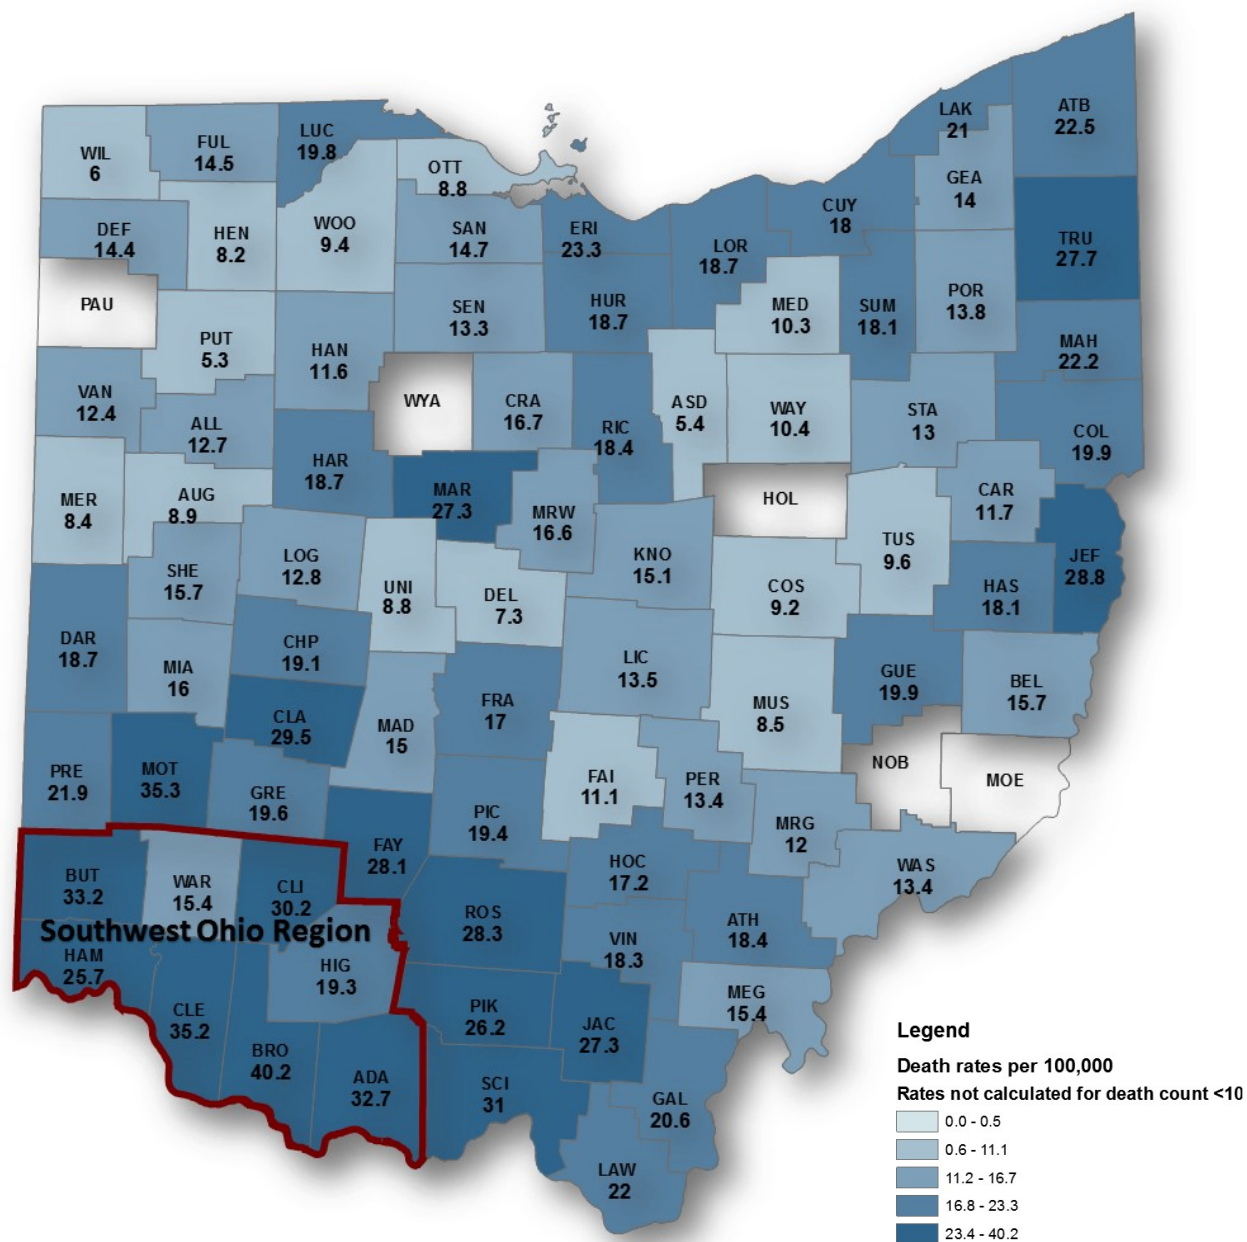 LAK
21
ATB
22.5
WIL
6
FUL
14.5
LUC
19.8
OTT
8.8
GEA
14
DEF
14.4
HEN
8.2
WOO
9.4
SAN
14.7
ERI
23.3
LOR
18.7
CUY
18
TRU
27.7
PAU
PUT
5.3
HAN
11.6
SEN
13.3
HUR
18.7
MED
10.3
SUM
18.1
POR
13.8
MAH
22.2
VAN
12.4
ALL
12.7
WYA
CRA
16.7
RIC
18.4
ASD
5.4
WAY
10.4
STA
13
COL
19.9
MER
8.4
AUG
8.9
HAR
18.7
MAR
27.3
MRW
16.6
HOL
CAR
11.7
SHE
15.7
LOG
12.8
UNI
8.8
DEL
7.3
KNO
15.1
COS
9.2
TUS
9.6
HAS
18.1
JEF
28.8
DAR
18.7
MIA
16
CHP
19.1
CLA
29.5
MAD
15
FRA
17
LIC
13.5
MUS
8.5
GUE
19.9
BEL
15.7
PRE
21.9
MOT
35.3
GRE
19.6
FAY
28.1
PIC
19.4
FAI
11.1
PER
13.4
MRG
12
NOB
MOE
BUT
33.2
WAR
15.4
CLI
30.2
ROS
28.3
HOC
17.2
ATH
18.4
WAS
13.4
Southwest Ohio Region
HAM
25.7
HIG
19.3
VIN
18.3
CLE
35.2
BRO
40.2
ADA
32.7
PIK
26.2
JAC
27.3
MEG
15.4
SCI
31
GAL
20.6
LAW
22
Legend
Death rates per 100,000
Rates not calculated for death count <10
0.0 - 0.5
0.6 - 11.1
11.2 - 16.7
16.8 - 23.3
23.4 - 40.2